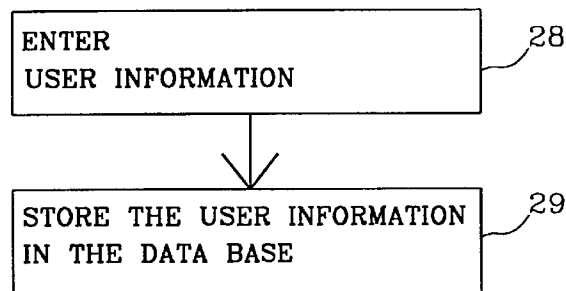 ENTER
USER INFORMATION
28
STORE THE USER INFORMATION
IN THE DATA BASE
29